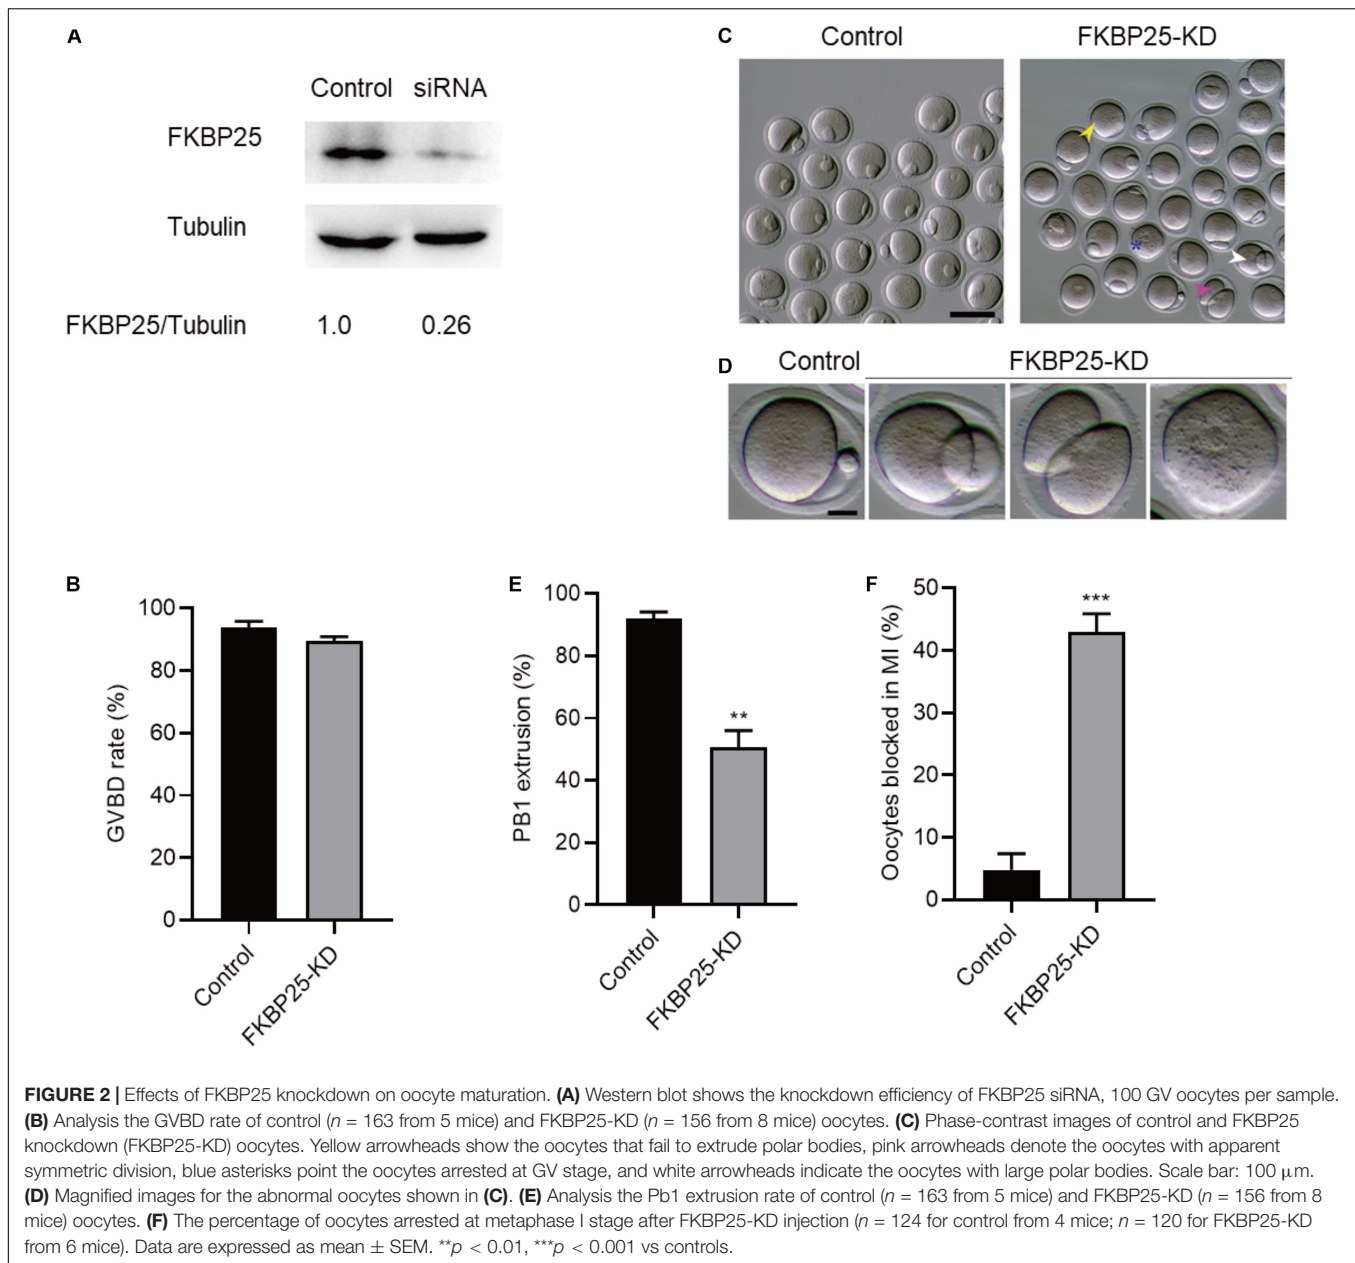 A
Control siRNA
FKBP25
Tubulin
FKBP25/Tubulin 1.0 0.26
C
Control FKBP25-KD
*
D
Control FKBP25-KD
B
GVBD rate (%)
100
80
60
40
20
0
Control
FKBP25-KD
E
PB1 extrusion (%)
100
80
60
40
20
0
**
Control
FKBP25-KD
F
Oocytes blocked in MI (%)
50
40
30
20
10
0
***
Control
FKBP25-KD
FIGURE 2 | Effects of FKBP25 knockdown on oocyte maturation. (A) Western blot shows the knockdown efficiency of FKBP25 siRNA, 100 GV oocytes per sample.
(B) Analysis the GVBD rate of control (n = 163 from 5 mice) and FKBP25-KD (n = 156 from 8 mice) oocytes. (C) Phase-contrast images of control and FKBP25
knockdown (FKBP25-KD) oocytes. Yellow arrowheads show the oocytes that fail to extrude polar bodies, pink arrowheads denote the oocytes with apparent
symmetric division, blue asterisks point the oocytes arrested at GV stage, and white arrowheads indicate the oocytes with large polar bodies. Scale bar: 100 μm.
(D) Magnified images for the abnormal oocytes shown in (C). (E) Analysis the Pb1 extrusion rate of control (n = 163 from 5 mice) and FKBP25-KD (n = 156 from 8
mice) oocytes. (F) The percentage of oocytes arrested at metaphase I stage after FKBP25-KD injection (n = 124 for control from 4 mice; n = 120 for FKBP25-KD
from 6 mice). Data are expressed as mean ± SEM. **p < 0.01, ***p < 0.001 vs controls.